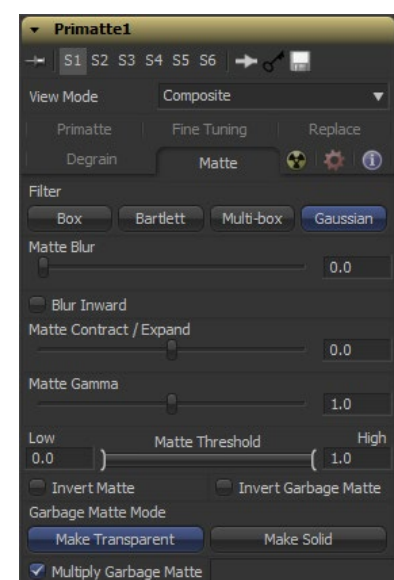 Primatte1
S1 S2 S3 S4 S5 S6
View Mode Composite
Primatte Fine Tuning Replace
Degrain Matte
Filter
Box Bartlett Multi-box Gaussian
Matte Blur
0.0
Blur Inward
Matte Contract / Expand
0.0
Matte Gamma
1.0
Low Matte Threshold High
0.0 1.0
Invert Matte Invert Garbage Matte
Garbage Matte Mode
Make Transparent Make Solid
Multiply Garbage Matte